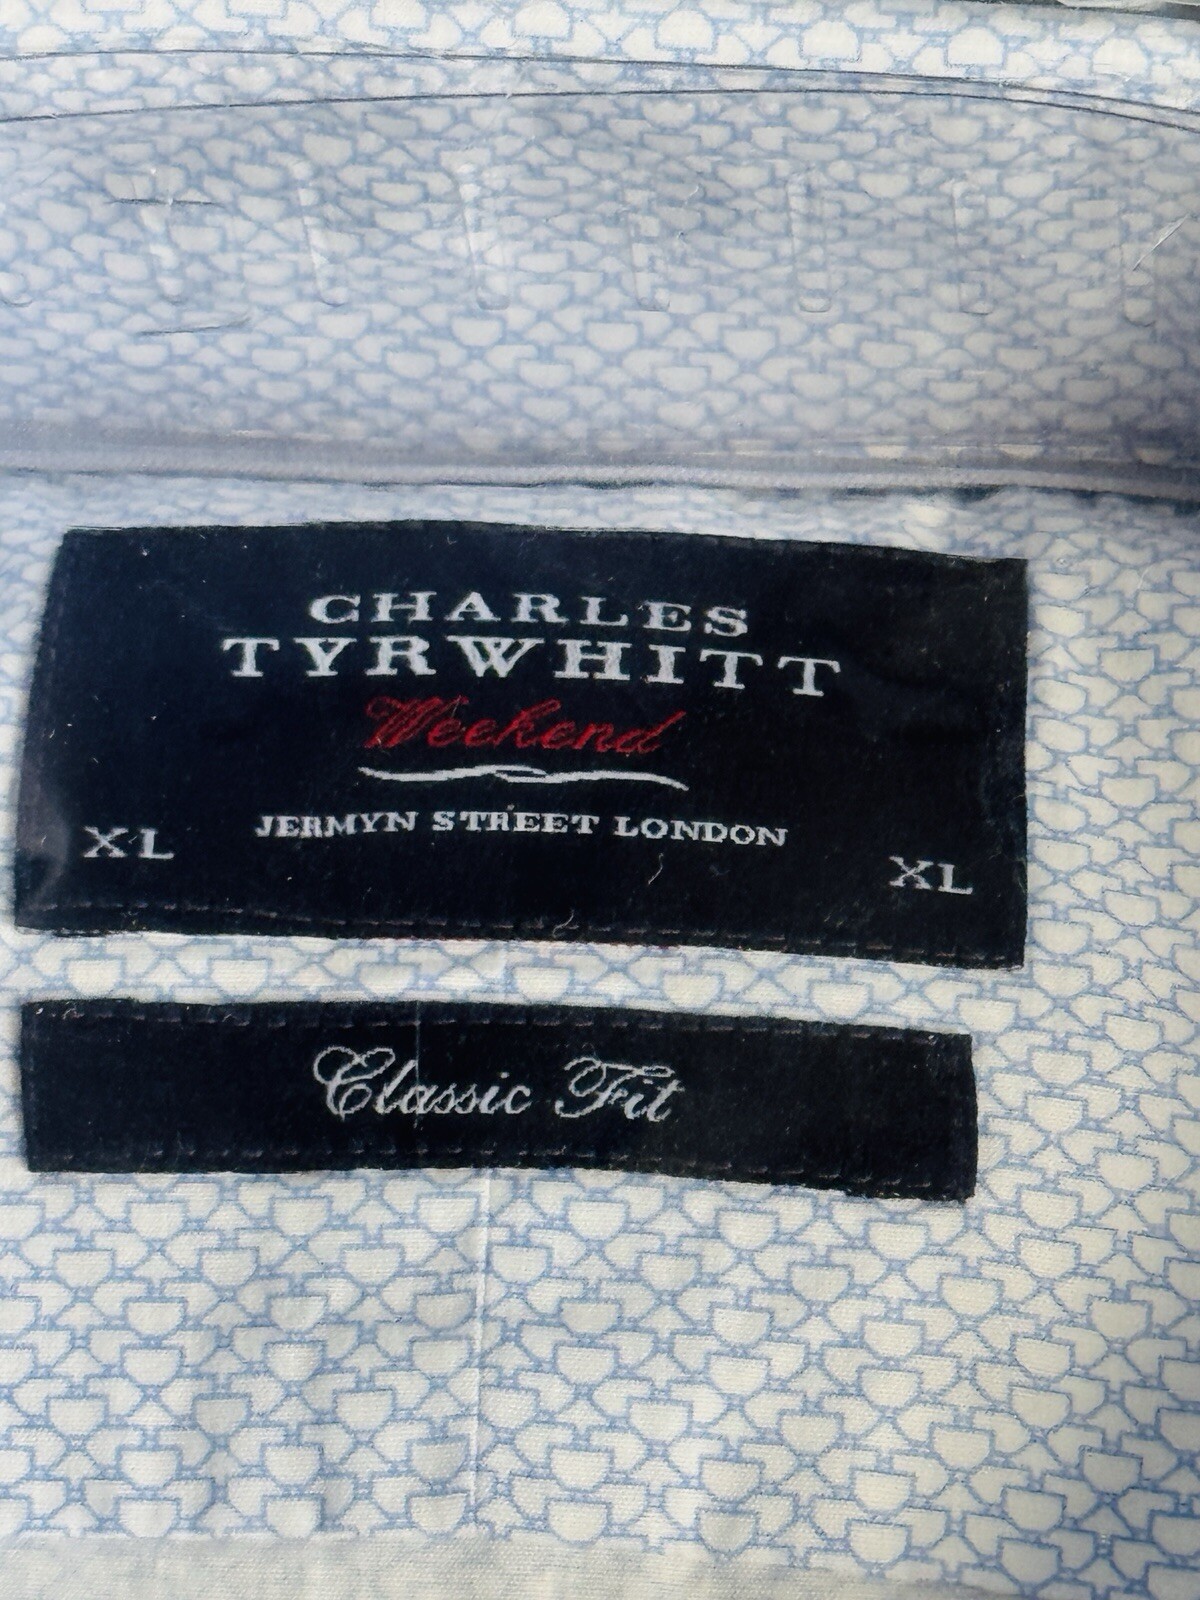 CHARLES
TYRWHITT
Weekend
JERMYN STREET LONDON
XL
XL
Classic Fit